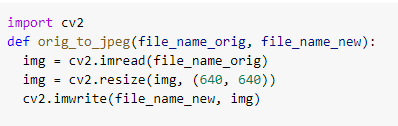 import cv2
def orig_to_jpeg(file_name_orig, file_name_new):
  img = cv2.imread(file_name_orig)
  img = cv2.resize(img, (640, 640))
  cv2.imwrite(file_name_new, img)